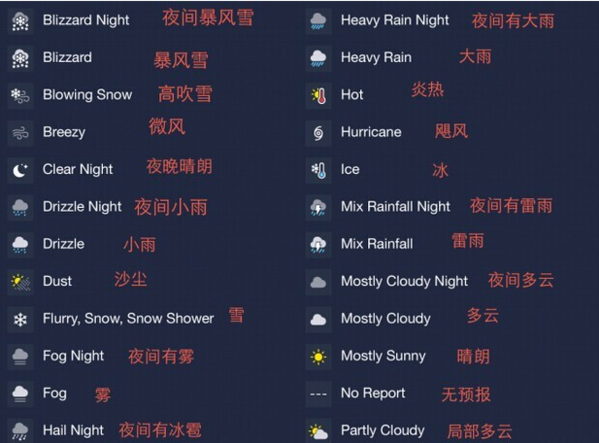 Blizzard Night 夜间暴风雪
Blizzard 暴风雪
Blowing Snow 高吹雪
Breezy 微风
Clear Night 夜晚晴朗
Drizzle Night 夜间小雨
Drizzle 小雨
Dust 沙尘
Flurry, Snow, Snow Shower 雪
Fog Night 夜间有雾
Fog 雾
Hail Night 夜间有冰雹
Heavy Rain Night 夜间有大雨
Heavy Rain 大雨
Hot 炎热
Hurricane 飓风
Ice 冰
Mix Rainfall Night 夜间有雷雨
Mix Rainfall 雷雨
Mostly Cloudy Night 夜间多云
Mostly Cloudy 多云
Mostly Sunny 晴朗
No Report 无预报
Partly Cloudy 局部多云